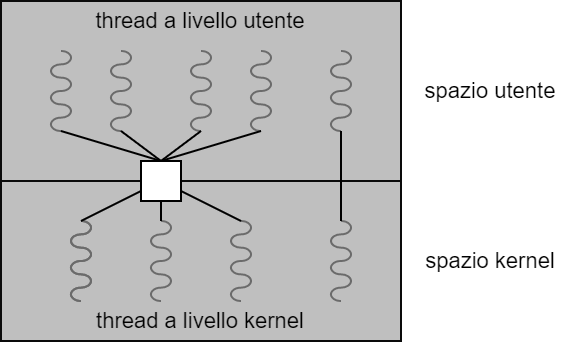 thread a livello utente
spazio utente
spazio kernel
thread a livello kernel